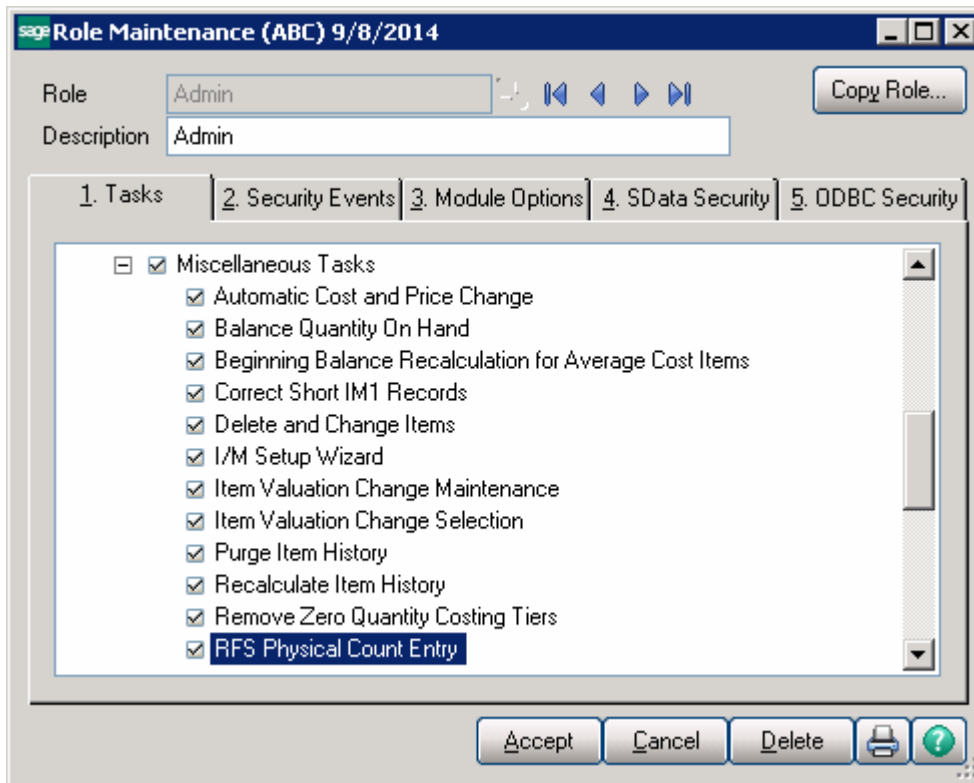 sage Role Maintenance (ABC) 9/8/2014
Role Admin Copy Role...
Description Admin
1. Tasks 2. Security Events 3. Module Options 4. SData Security 5. ODBC Security
Miscellaneous Tasks
Automatic Cost and Price Change
Balance Quantity On Hand
Beginning Balance Recalculation for Average Cost Items
Correct Short IM1 Records
Delete and Change Items
I/M Setup Wizard
Item Valuation Change Maintenance
Item Valuation Change Selection
Purge Item History
Recalculate Item History
Remove Zero Quantity Costing Tiers
RFS Physical Count Entry
Accept Cancel Delete ?